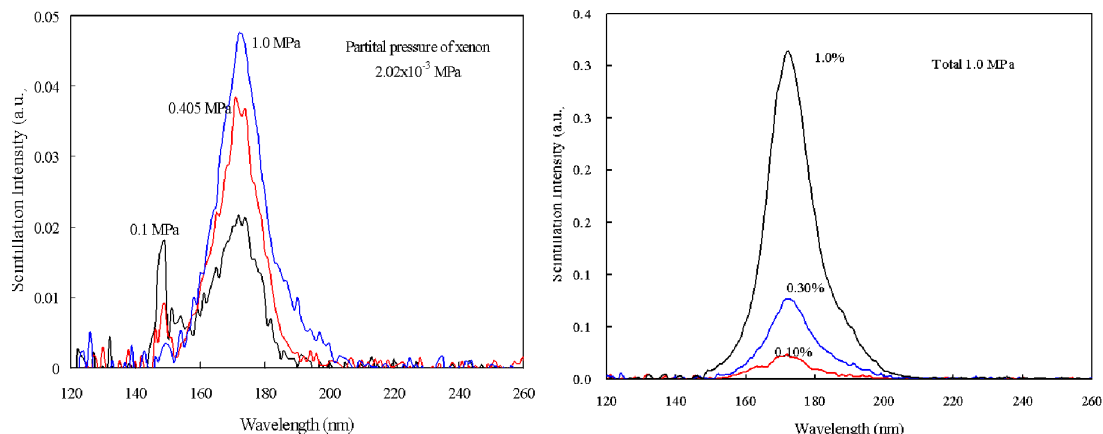 0.05
0.04
0.03
0.02
0.01
0
Scintillation Intensity (a.u.)
1.0 MPa
Partital pressure of xenon
2.02x10-3 MPa
0.405 MPa
0.1 MPa
120 140 160 180 200 220 240 260
Wavelength (nm)
0.4
0.3
0.3
0.2
0.2
0.1
0.1
0.0
Scintillation Intensity (a.u.)
1.0%
Total 1.0 MPa
0.30%
0.10%
120 140 160 180 200 220 240 260
Wavelength (nm)